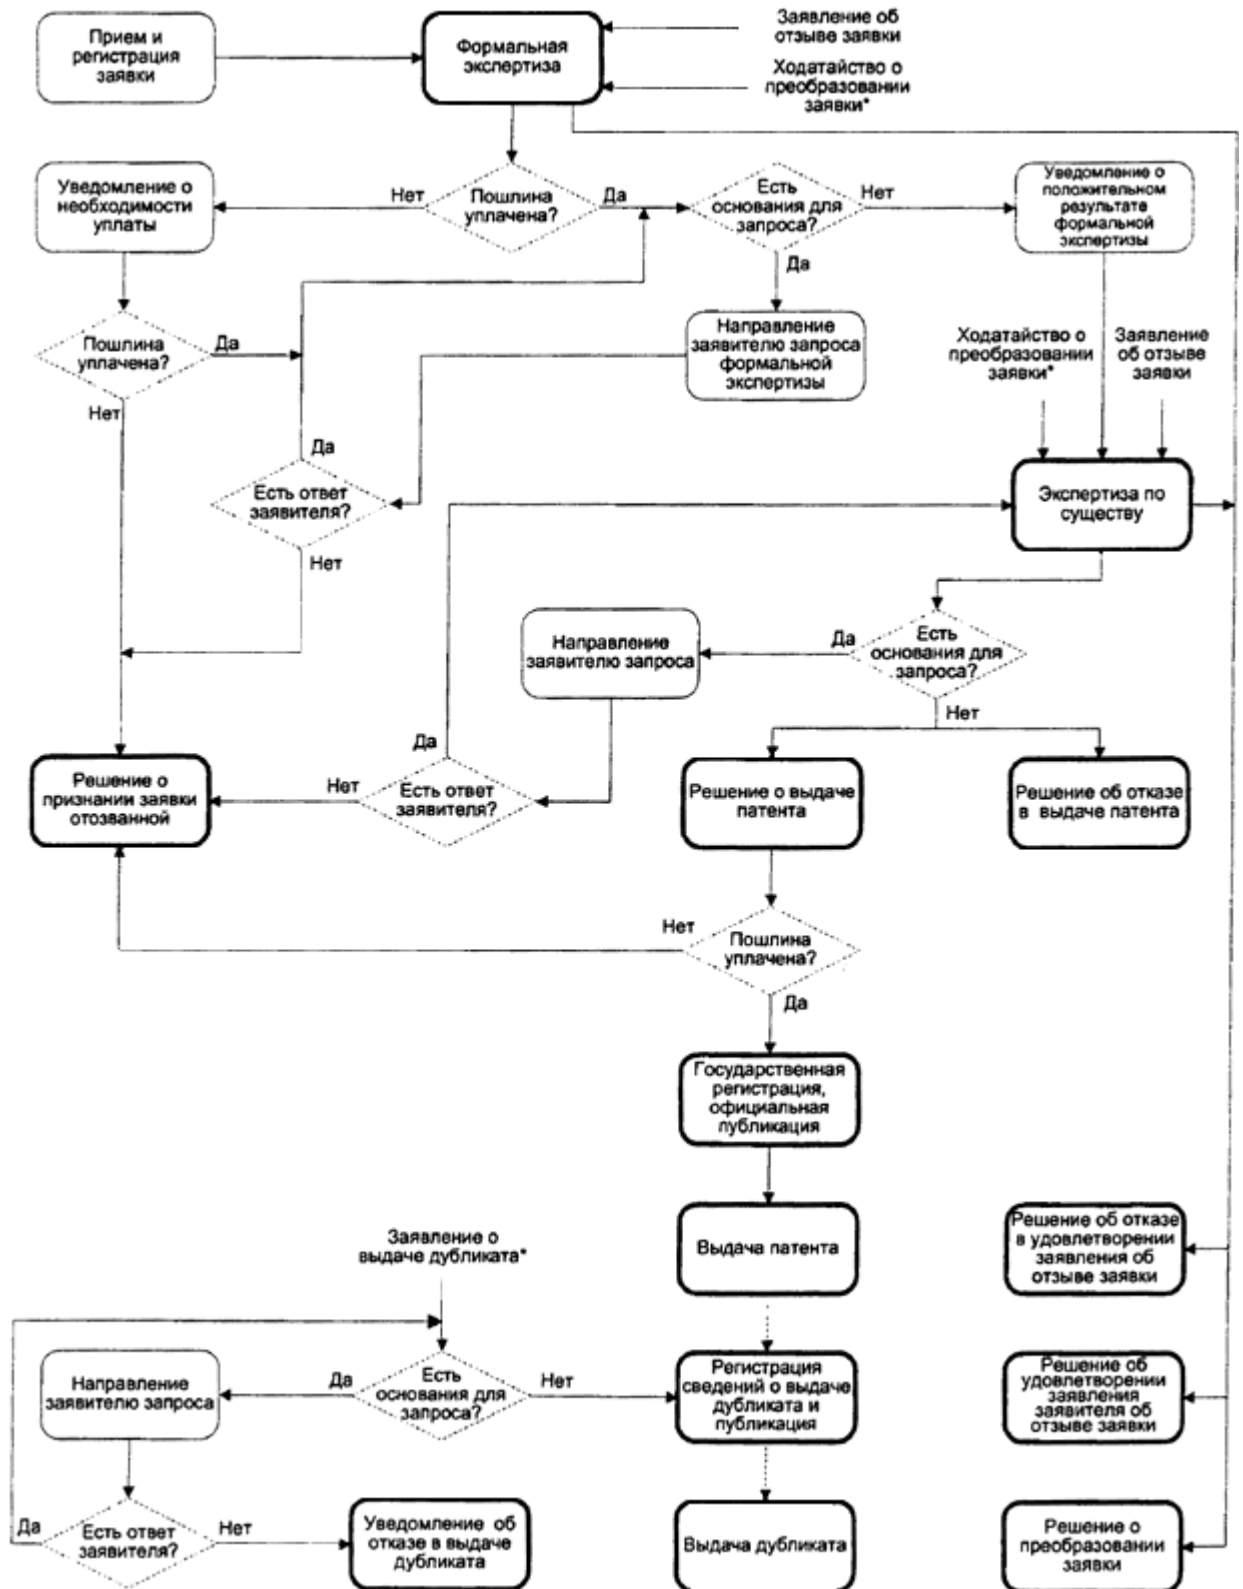 Прием и
регистрация
заявки
Формальная
экспертиза
Заявление об
отзыве заявки
Ходатайство о
преобразовании
заявки*
Уведомление о
необходимости
уплаты
Нет
Пошлина
уплачена?
Да
Есть
основания для
запроса?
Нет
Уведомление о
положительном
результате
формальной
экспертизы
Да
Пошлина
уплачена?
Да
Направление
заявителю запроса
формальной
экспертизы
Ходатайство о
преобразовании
заявки*
Заявление
об отзыве
заявки
Нет
Да
Есть ответ
заявителя?
Нет
Экспертиза по
существу
Направление
заявителю запроса
Да
Есть
основания для
запроса?
Нет
Решение о
признании заявки
отозванной
Нет
Да
Есть ответ
заявителя?
Решение о выдаче
патента
Решение об отказе
в выдаче патента
Нет
Пошлина
уплачена?
Да
Государственная
регистрация,
официальная
публикация
Заявление о
выдаче дубликата*
Выдача патента
Решение об отказе
в удовлетворении
заявления об
отзыве заявки
Направление
заявителю запроса
Да
Есть
основания для
запроса?
Нет
Регистрация
сведений о выдаче
дубликата и
публикация
Решение об
удовлетворении
заявления
заявителя об
отзыве заявки
Да
Есть ответ
заявителя?
Нет
Уведомление об
отказе в выдаче
дубликата
Выдача дубликата
Решение о
преобразовании
заявки